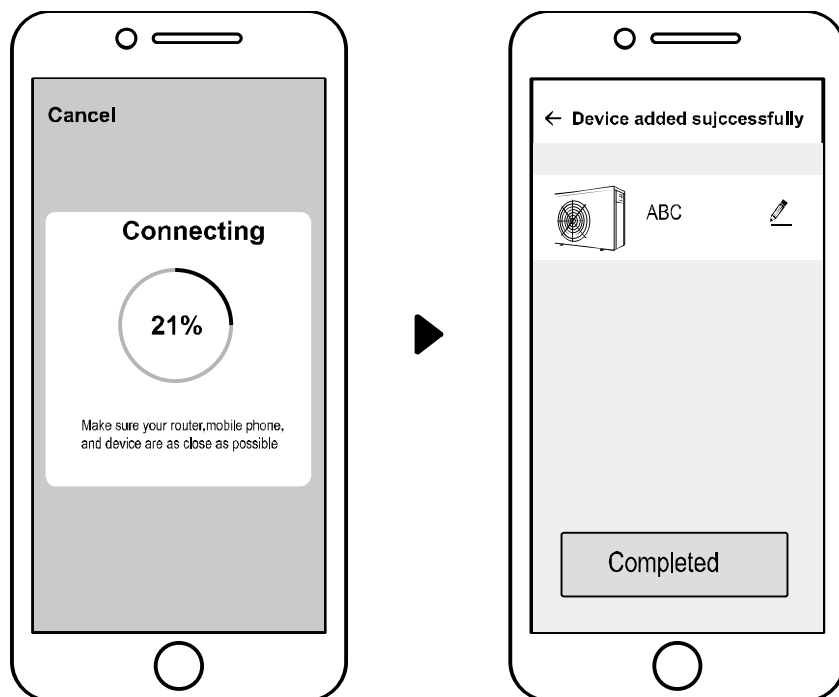 Cancel
Connecting
21%
Make sure your router,mobile phone,
and device are as close as possible
← Device added sujccessfully
ABC
Completed